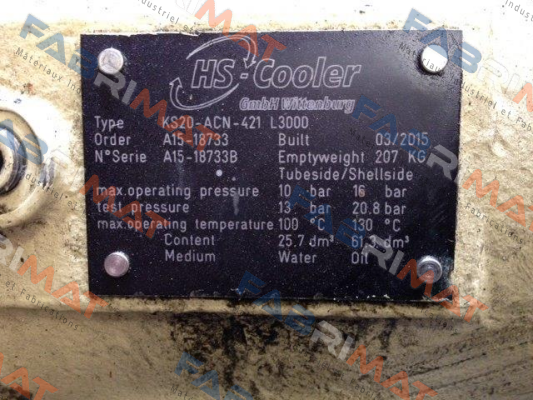 HS-Cooler
GmbH Wittenburg
Type KS20-ACN-421 L3000
Order A15-18733 Built 03/2015
N°Serie A15-18733B Emptyweight 207 KG
Tubeside/Shellside
max.operating pressure 10 bar 16 bar
test pressure 13 bar 20.8 bar
max.operating temperature 100 °C 130 °C
Content 25.7 dm³ 61.3 dm³
Medium Water Oil
FABRIMAT